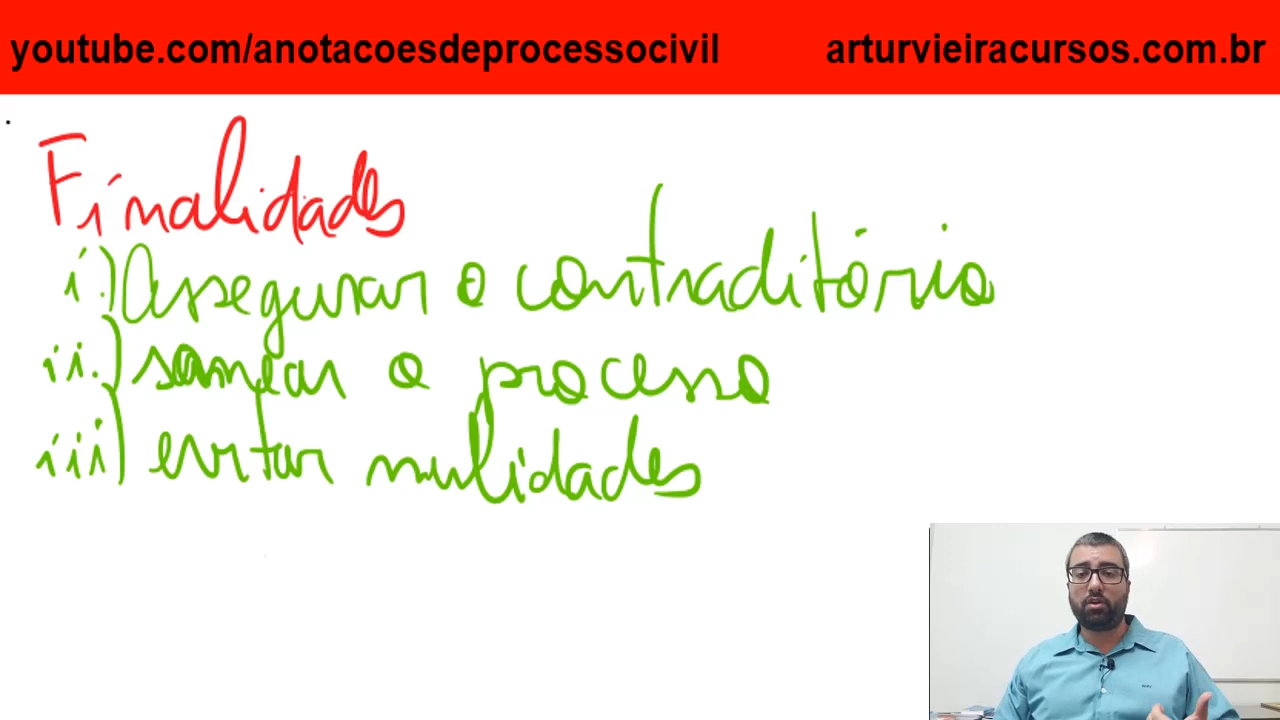 youtube.com/anotacoesdeprocessocivil arturvieiracursos.com.br
Finalidades
i.) Assegurar o contraditório
ii.) sanear o processo
iii) evitar nulidades